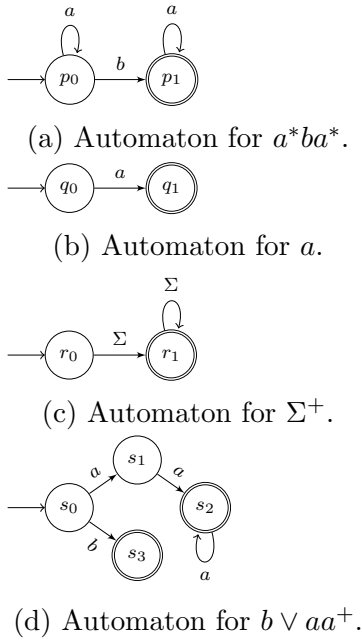 a a
p₀ b p₁
(a) Automaton for a*ba*.
q₀ a q₁
(b) Automaton for a.
Σ
r₀ Σ r₁
(c) Automaton for Σ⁺.
s₁
a a
s₀ s₂
b s₃
a
(d) Automaton for b ∨ aa⁺.